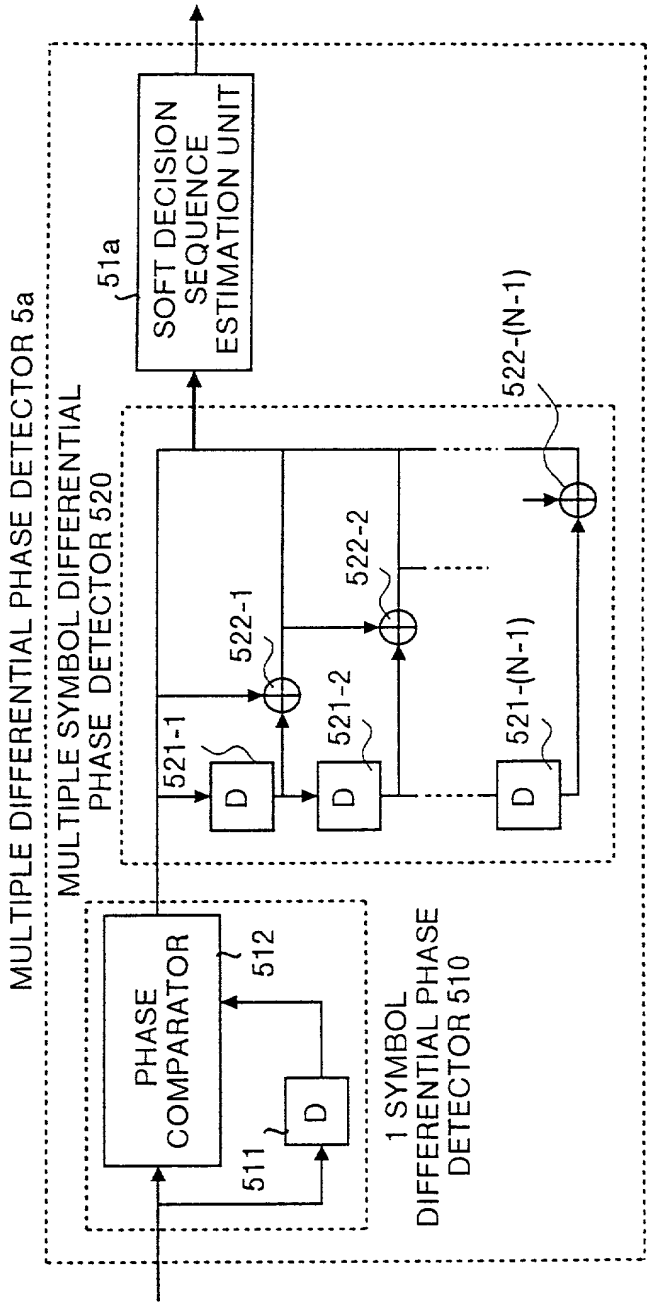 MULTIPLE DIFFERENTIAL PHASE DETECTOR 5a
MULTIPLE SYMBOL DIFFERENTIAL
PHASE DETECTOR 520
PHASE
COMPARATOR
512
511
D
1 SYMBOL
DIFFERENTIAL PHASE
DETECTOR 510
521-1
D
522-1
521-2
D
522-2
521-(N-1)
D
522-(N-1)
51a
SOFT DECISION
SEQUENCE
ESTIMATION UNIT